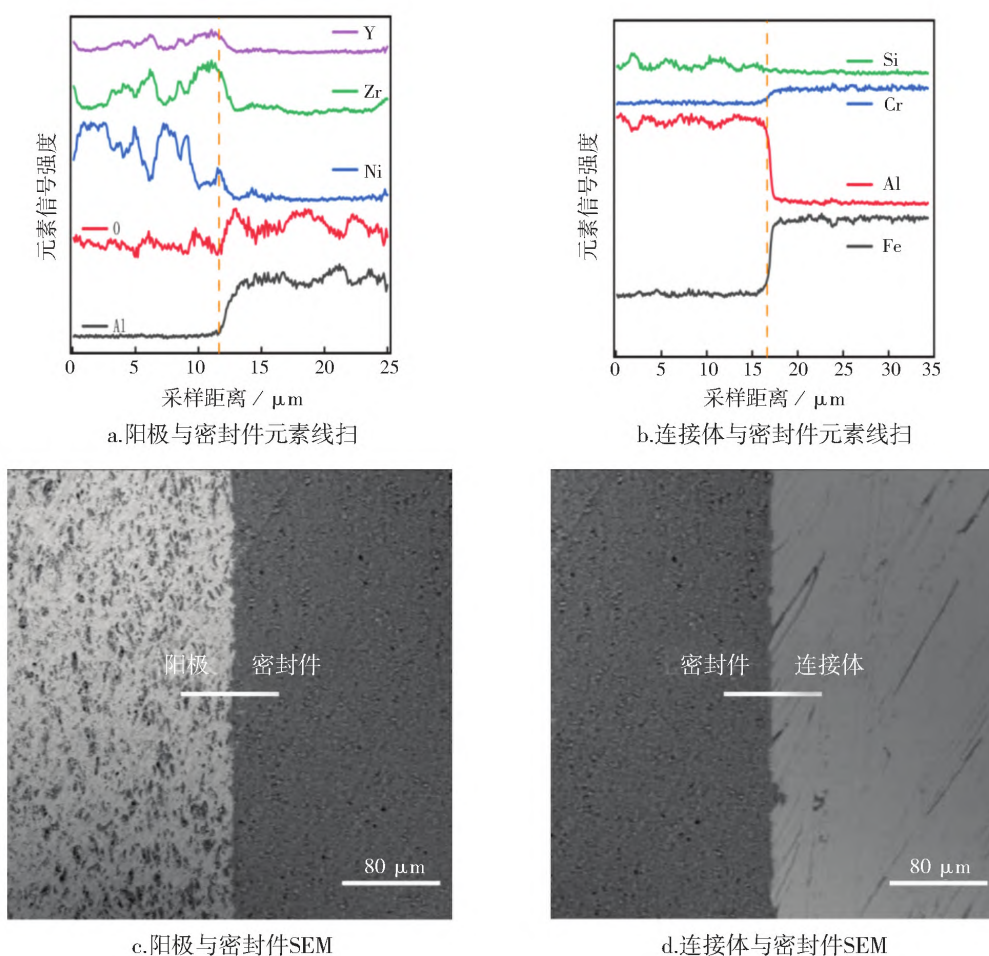 元素信号强度
Y
Zr
Ni
O
Al
0 5 10 15 20 25
采样距离 / μm
a.阳极与密封件元素线扫
元素信号强度
Si
Cr
Al
Fe
0 5 10 15 20 25 30 35
采样距离 / μm
b.连接体与密封件元素线扫
阳极 密封件
80 μm
c.阳极与密封件SEM
密封件 连接体
80 μm
d.连接体与密封件SEM